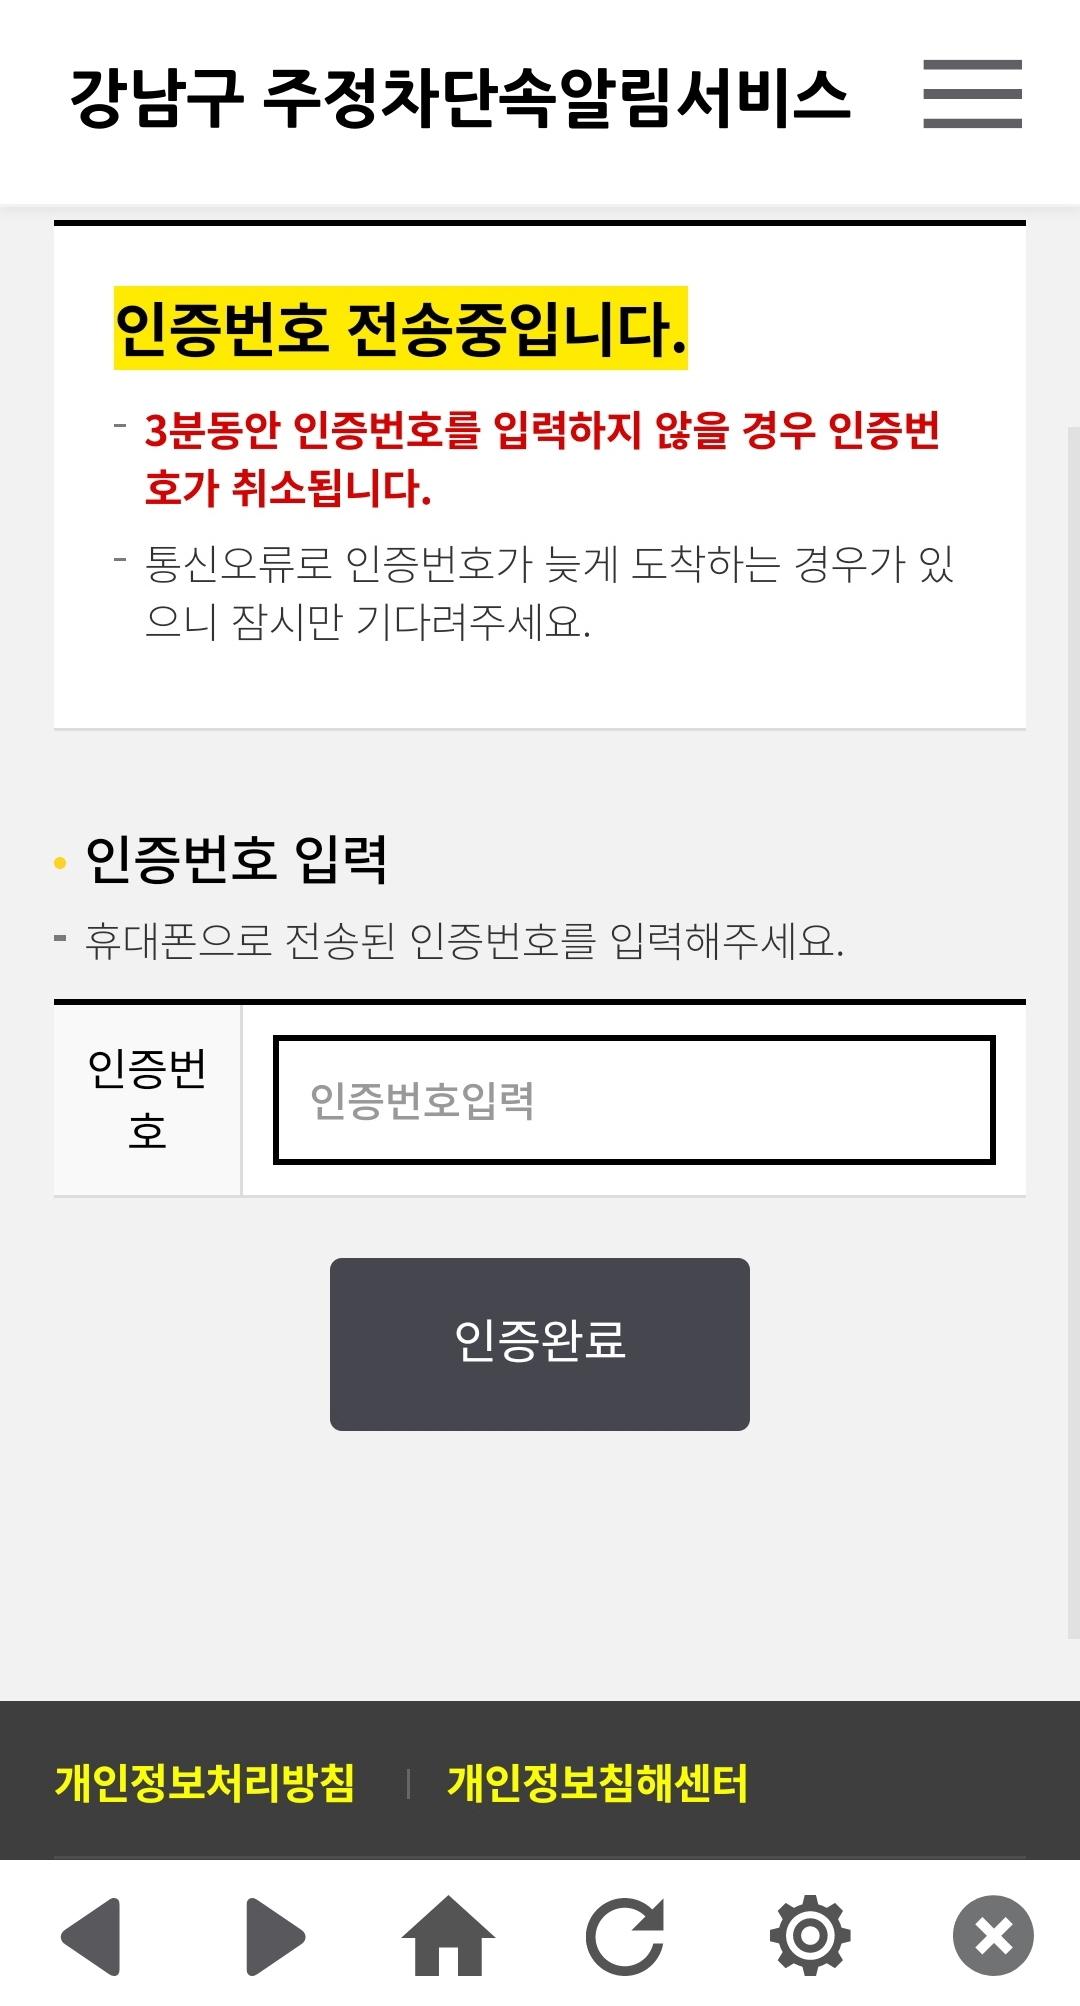 강남구 주정차단속알림서비스
인증번호 전송중입니다.
- 3분동안 인증번호를 입력하지 않을 경우 인증번
호가 취소됩니다.
- 통신오류로 인증번호가 늦게 도착하는 경우가 있
으니 잠시만 기다려주세요.
• 인증번호 입력
- 휴대폰으로 전송된 인증번호를 입력해주세요.
인증번
호
인증번호입력
인증완료
개인정보처리방침 | 개인정보침해센터